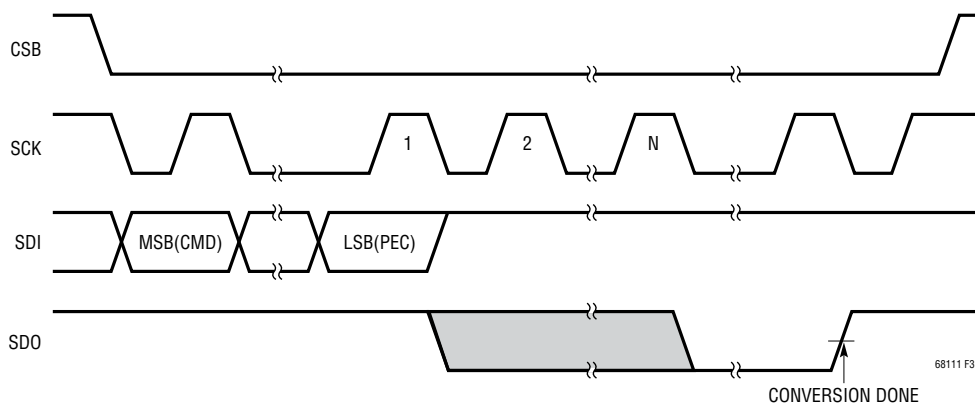 CSB
SCK
1
2
N
SDI
MSB(CMD)
LSB(PEC)
SDO
68111 F3
CONVERSION DONE